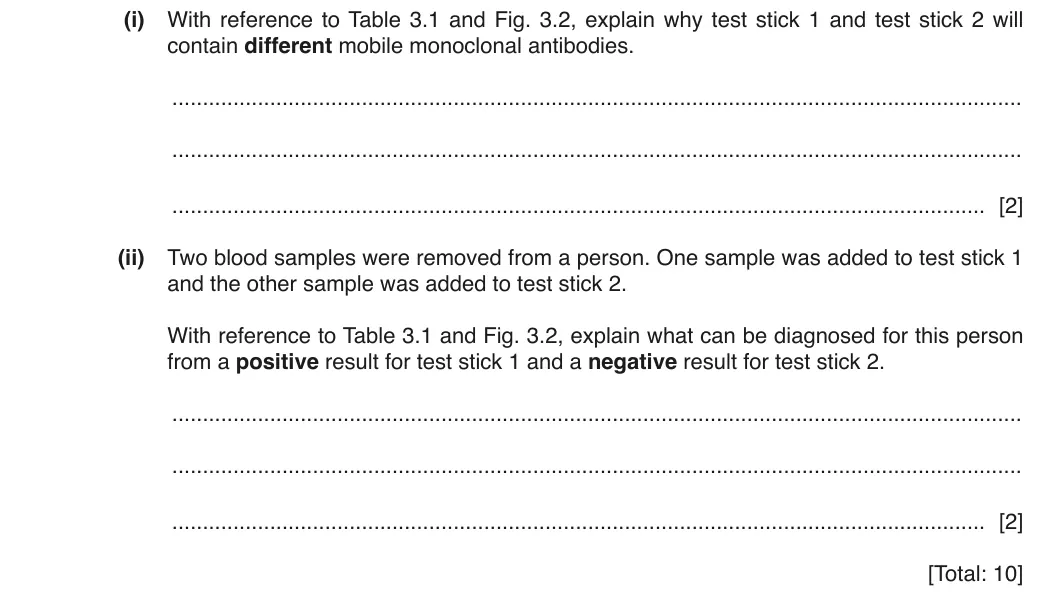 (i) With reference to Table 3.1 and Fig. 3.2, explain why test stick 1 and test stick 2 will
contain different mobile monoclonal antibodies.
..........................................................................................................................................
..........................................................................................................................................
.................................................................................................................................... [2]
(ii) Two blood samples were removed from a person. One sample was added to test stick 1
and the other sample was added to test stick 2.
With reference to Table 3.1 and Fig. 3.2, explain what can be diagnosed for this person
from a positive result for test stick 1 and a negative result for test stick 2.
..........................................................................................................................................
..........................................................................................................................................
.................................................................................................................................... [2]
[Total: 10]